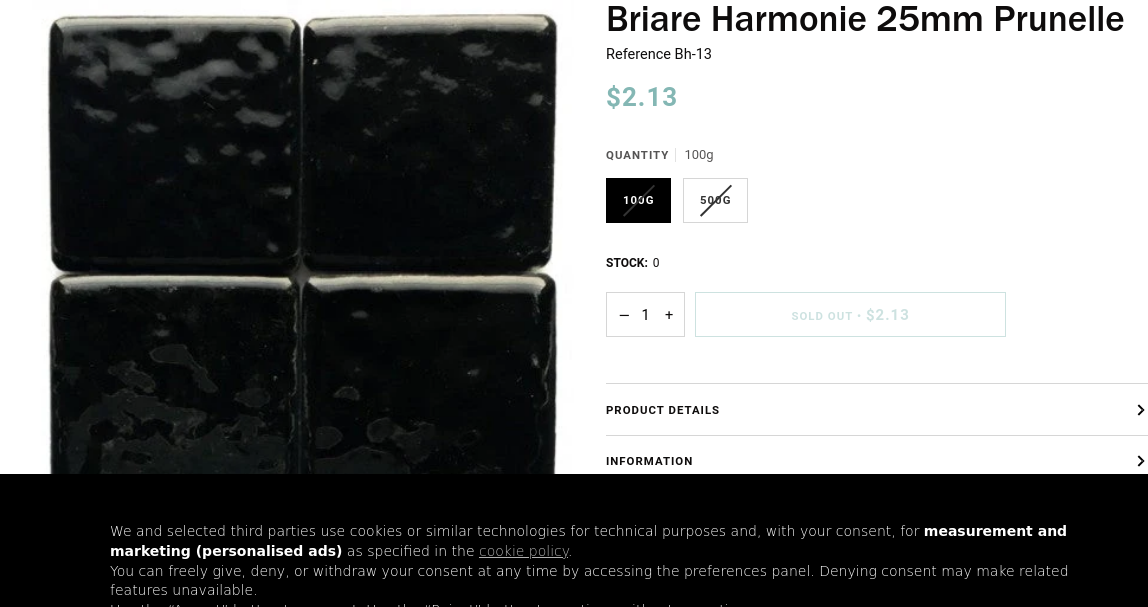 Briare Harmonie 25mm Prunelle
Reference Bh-13
$2.13
QUANTITY 100g
100G 500G
STOCK: 0
− 1 + SOLD OUT • $2.13
PRODUCT DETAILS
INFORMATION
We and selected third parties use cookies or similar technologies for technical purposes and, with your consent, for measurement and
marketing (personalised ads) as specified in the cookie policy.
You can freely give, deny, or withdraw your consent at any time by accessing the preferences panel. Denying consent may make related
features unavailable.